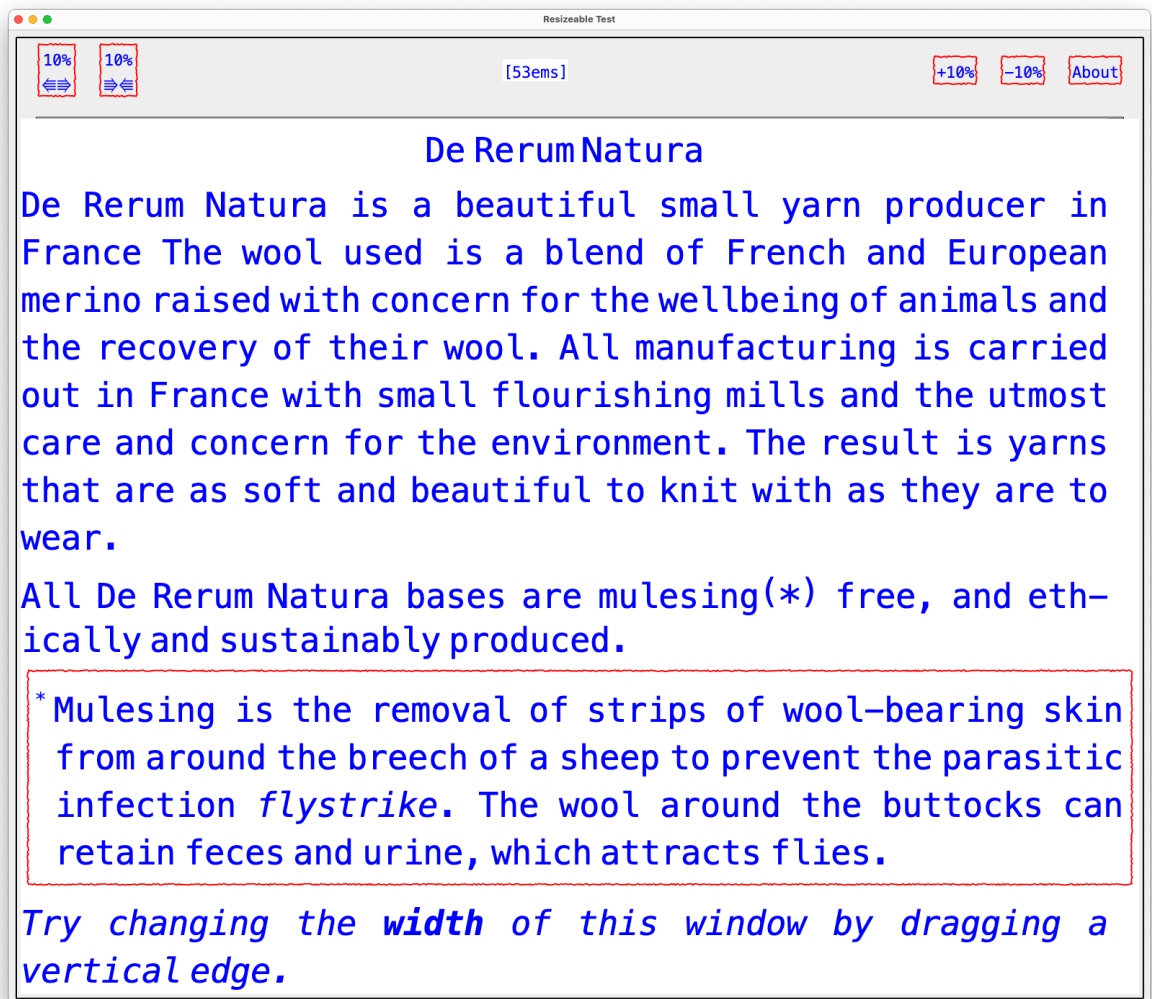 Resizeable Test
10% 10% [53ems] +10% −10% About
⇚⇛ ⇛⇚
De Rerum Natura
De Rerum Natura is a beautiful small yarn producer in
France The wool used is a blend of French and European
merino raised with concern for the wellbeing of animals and
the recovery of their wool. All manufacturing is carried
out in France with small flourishing mills and the utmost
care and concern for the environment. The result is yarns
that are as soft and beautiful to knit with as they are to
wear.
All De Rerum Natura bases are mulesing(*) free, and eth–
ically and sustainably produced.
* Mulesing is the removal of strips of wool–bearing skin
from around the breech of a sheep to prevent the parasitic
infection flystrike. The wool around the buttocks can
retain feces and urine, which attracts flies.
Try changing the width of this window by dragging a
vertical edge.